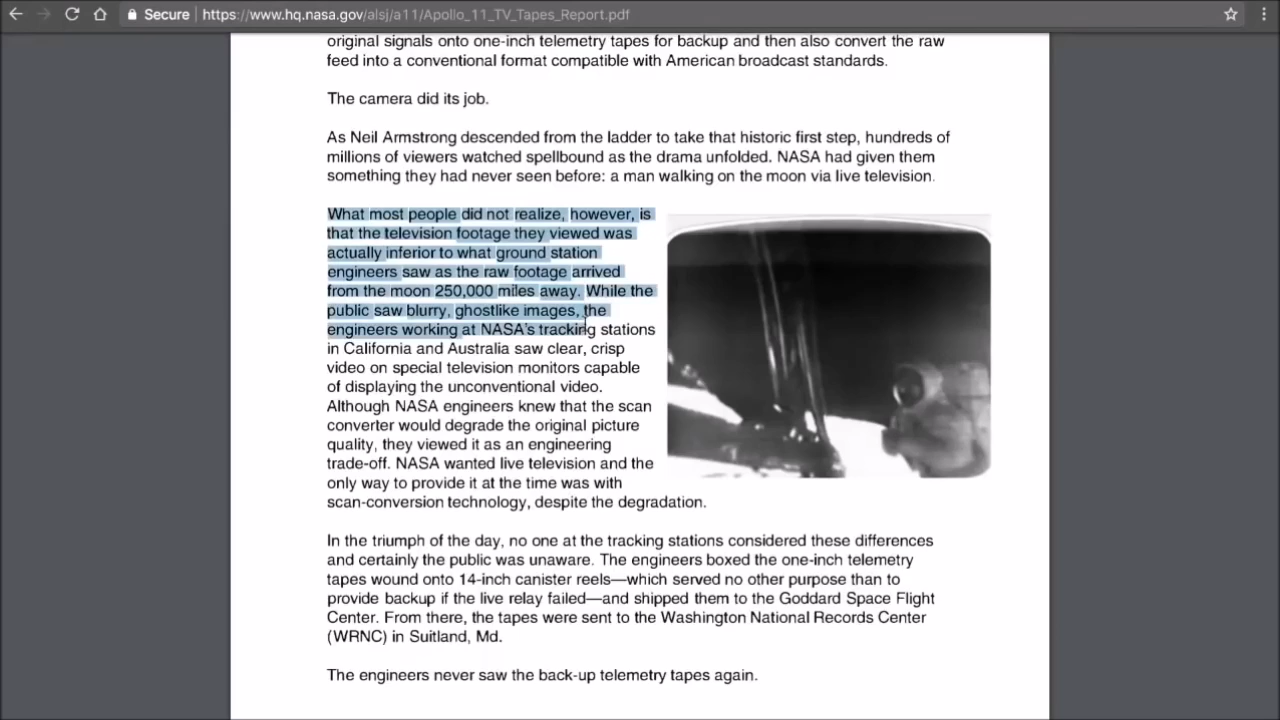 Secure | https://www.hq.nasa.gov/alsj/a11/Apollo_11_TV_Tapes_Report.pdf
original signals onto one-inch telemetry tapes for backup and then also convert the raw
feed into a conventional format compatible with American broadcast standards.
The camera did its job.
As Neil Armstrong descended from the ladder to take that historic first step, hundreds of
millions of viewers watched spellbound as the drama unfolded. NASA had given them
something they had never seen before: a man walking on the moon via live television.
What most people did not realize, however, is
that the television footage they viewed was
actually inferior to what ground station
engineers saw as the raw footage arrived
from the moon 250,000 miles away. While the
public saw blurry, ghostlike images, the
engineers working at NASA's tracking stations
in California and Australia saw clear, crisp
video on special television monitors capable
of displaying the unconventional video.
Although NASA engineers knew that the scan
converter would degrade the original picture
quality, they viewed it as an engineering
trade-off. NASA wanted live television and the
only way to provide it at the time was with
scan-conversion technology, despite the degradation.
In the triumph of the day, no one at the tracking stations considered these differences
and certainly the public was unaware. The engineers boxed the one-inch telemetry
tapes wound onto 14-inch canister reels—which served no other purpose than to
provide backup if the live relay failed—and shipped them to the Goddard Space Flight
Center. From there, the tapes were sent to the Washington National Records Center
(WRNC) in Suitland, Md.
The engineers never saw the back-up telemetry tapes again.